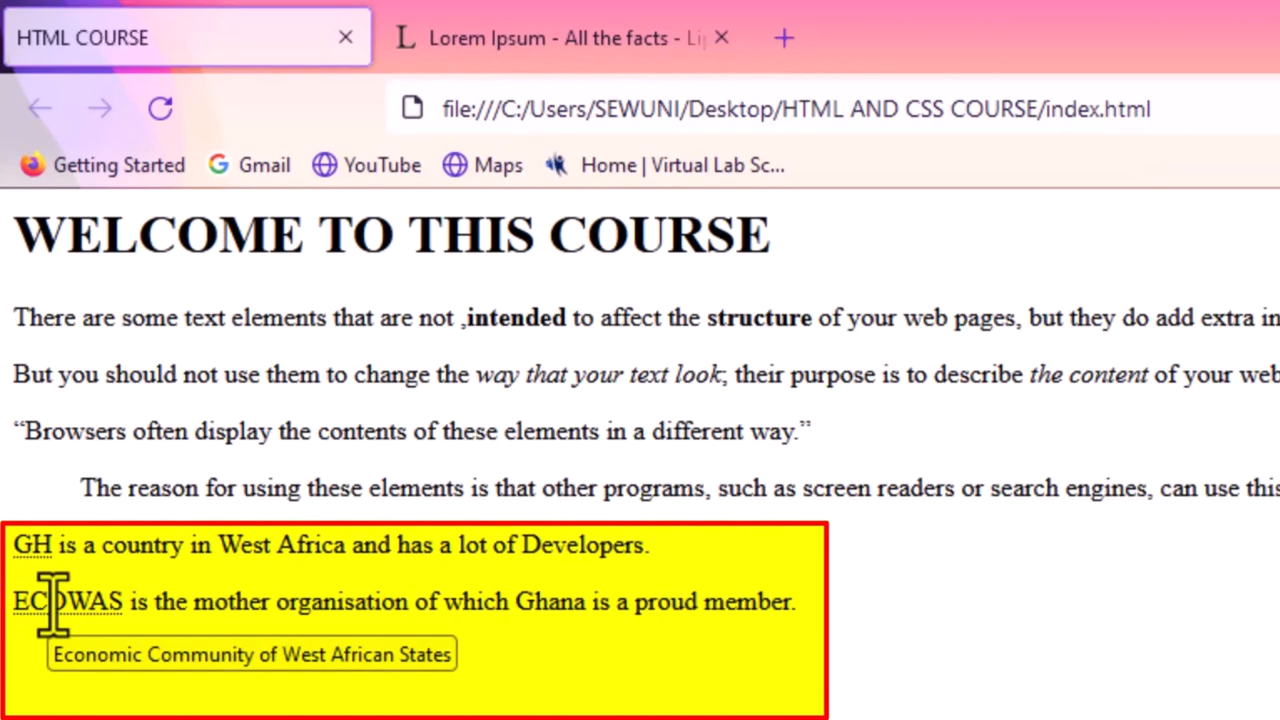 HTML COURSE
Lorem Ipsum - All the facts - Li
file:///C:/Users/SEWUNI/Desktop/HTML AND CSS COURSE/index.html
Getting Started Gmail YouTube Maps Home | Virtual Lab Sc...
WELCOME TO THIS COURSE
There are some text elements that are not ,intended to affect the structure of your web pages, but they do add extra in
But you should not use them to change the way that your text look; their purpose is to describe the content of your web
“Browsers often display the contents of these elements in a different way.”
The reason for using these elements is that other programs, such as screen readers or search engines, can use this
GH is a country in West Africa and has a lot of Developers.
ECOWAS is the mother organisation of which Ghana is a proud member.
Economic Community of West African States